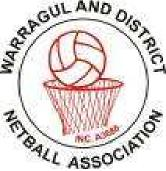 WARRAGUL AND DISTRICT
NETBALL ASSOCIATION